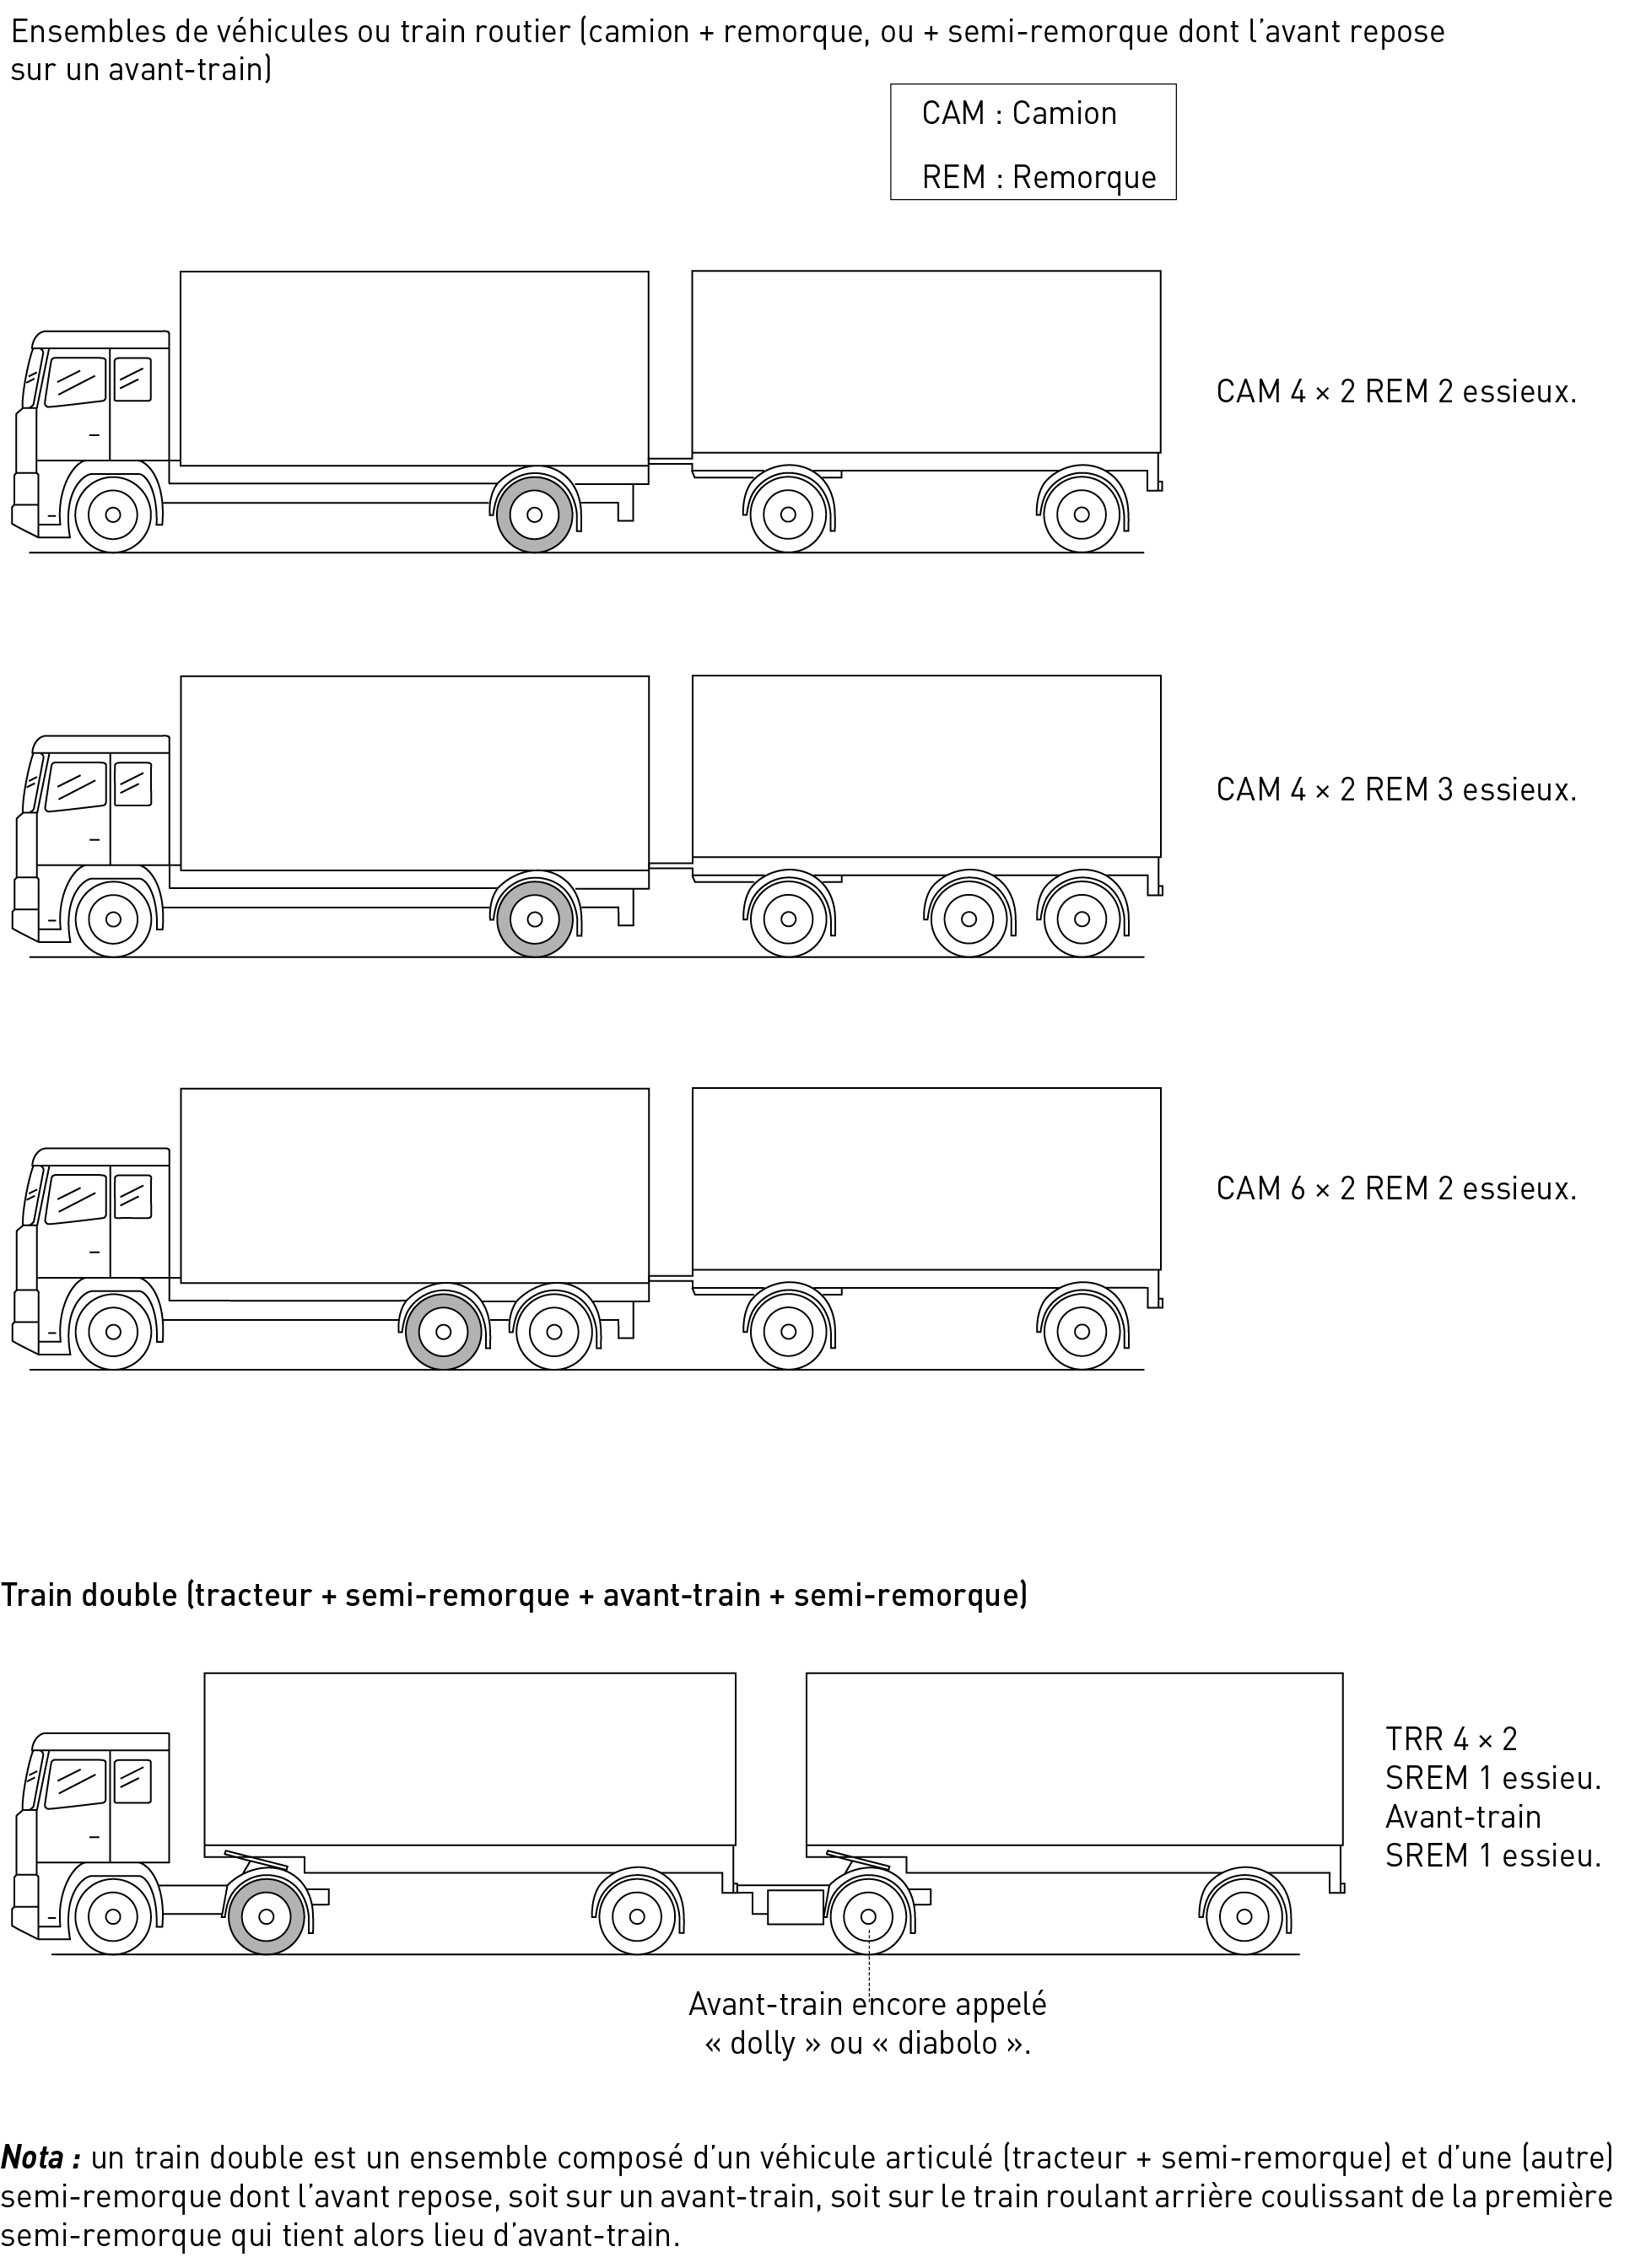 Ensembles de véhicules ou train routier (camion + remorque, ou + semi-remorque dont l’avant repose
sur un avant-train)
CAM : Camion
REM : Remorque
CAM 4 × 2 REM 2 essieux.
CAM 4 × 2 REM 3 essieux.
CAM 6 × 2 REM 2 essieux.
Train double (tracteur + semi-remorque + avant-train + semi-remorque)
TRR 4 × 2
SREM 1 essieu.
Avant-train
SREM 1 essieu.
Avant-train encore appelé
« dolly » ou « diabolo ».
Nota : un train double est un ensemble composé d’un véhicule articulé (tracteur + semi-remorque) et d’une (autre)
semi-remorque dont l’avant repose, soit sur un avant-train, soit sur le train roulant arrière coulissant de la première
semi-remorque qui tient alors lieu d’avant-train.